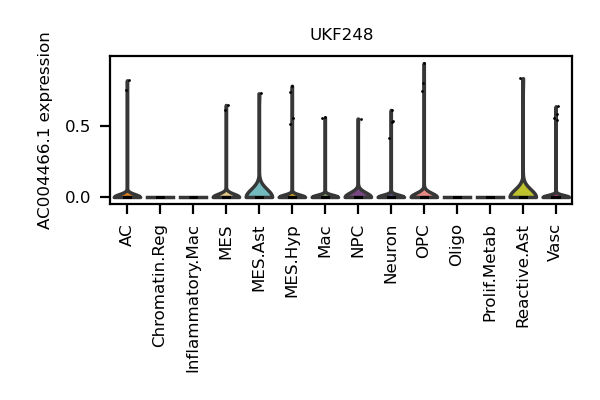 UKF248
AC004466.1 expression
0.5
0.0
AC
Chromatin.Reg
Inflammatory.Mac
MES
MES.Ast
MES.Hyp
Mac
NPC
Neuron
OPC
Oligo
Prolif.Metab
Reactive.Ast
Vasc